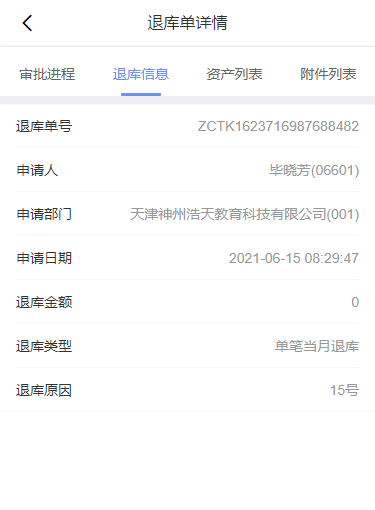 退库单详情
审批进程 退库信息 资产列表 附件列表
退库单号 ZCTK1623716987688482
申请人 毕晓芳(06601)
申请部门 天津神州浩天教育科技有限公司(001)
申请日期 2021-06-15 08:29:47
退库金额 0
退库类型 单笔当月退库
退库原因 15号